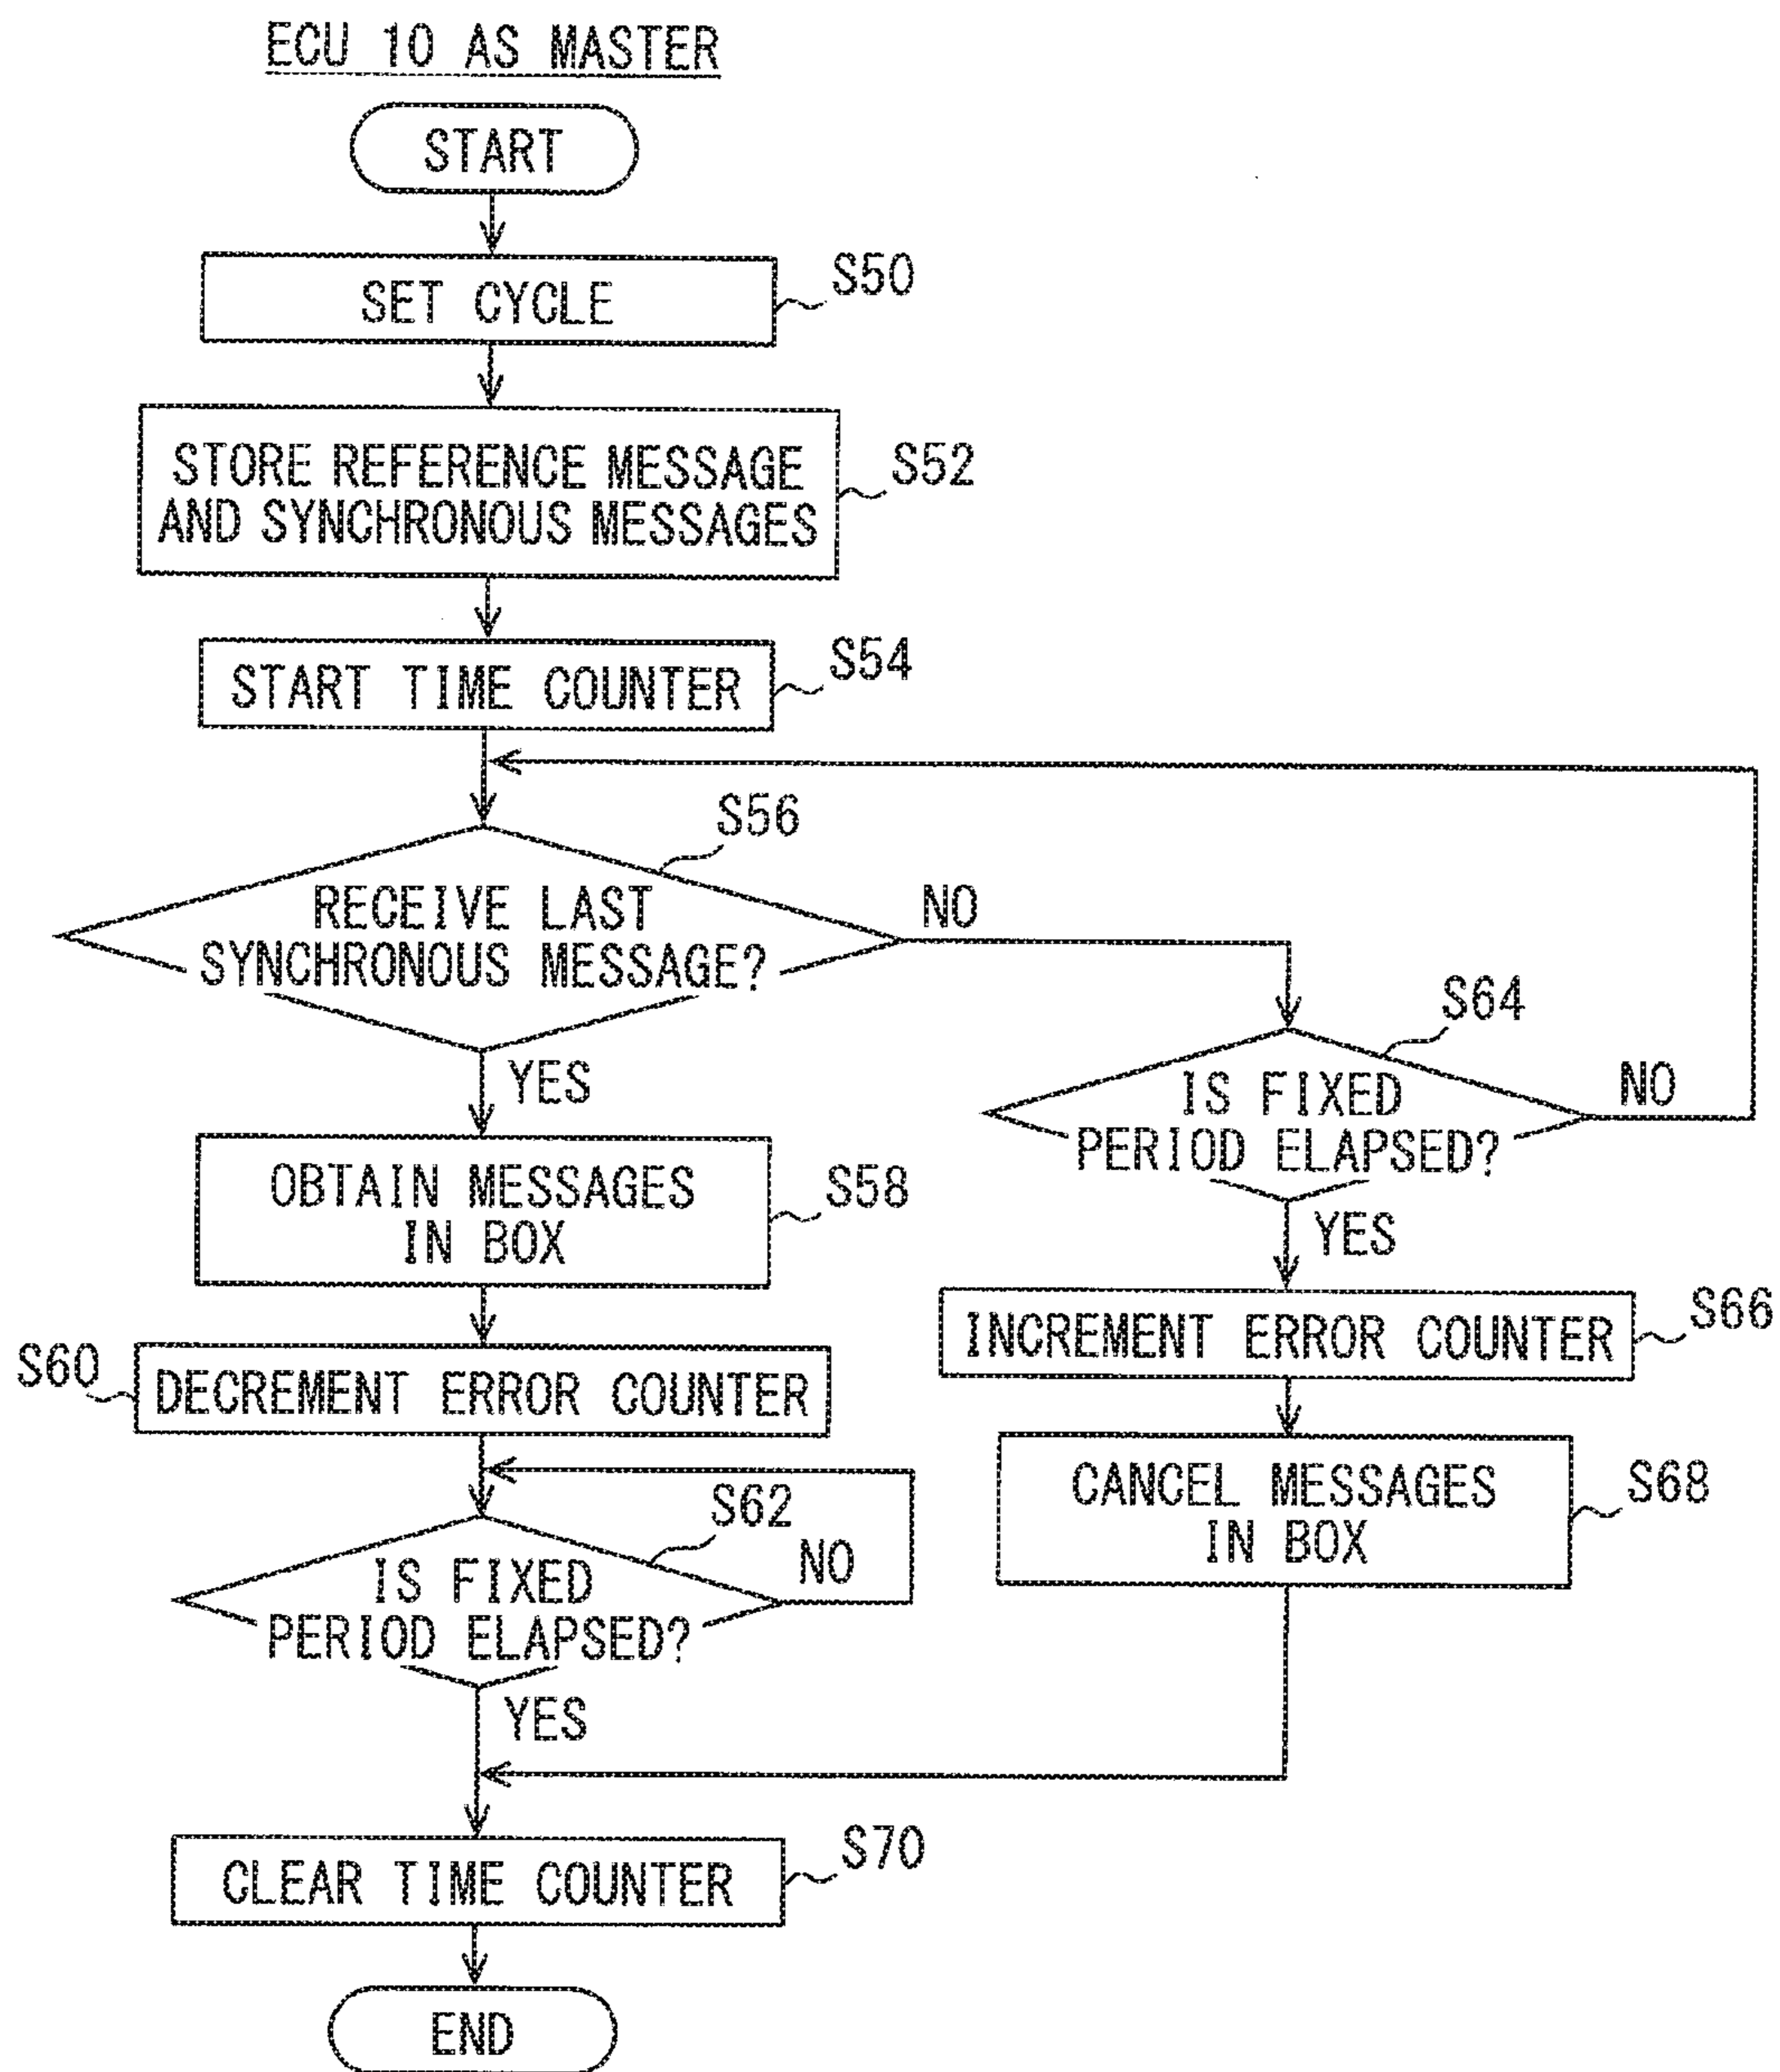 ECU 10 AS MASTER
START
SET CYCLE
S50
STORE REFERENCE MESSAGE
AND SYNCHRONOUS MESSAGES
S52
START TIME COUNTER
S54
S56
RECEIVE LAST
SYNCHRONOUS MESSAGE?
NO
YES
S64
IS FIXED
PERIOD ELAPSED?
NO
YES
OBTAIN MESSAGES
IN BOX
S58
INCREMENT ERROR COUNTER
S66
S60
DECREMENT ERROR COUNTER
CANCEL MESSAGES
IN BOX
S68
S62
IS FIXED
PERIOD ELAPSED?
NO
YES
CLEAR TIME COUNTER
S70
END